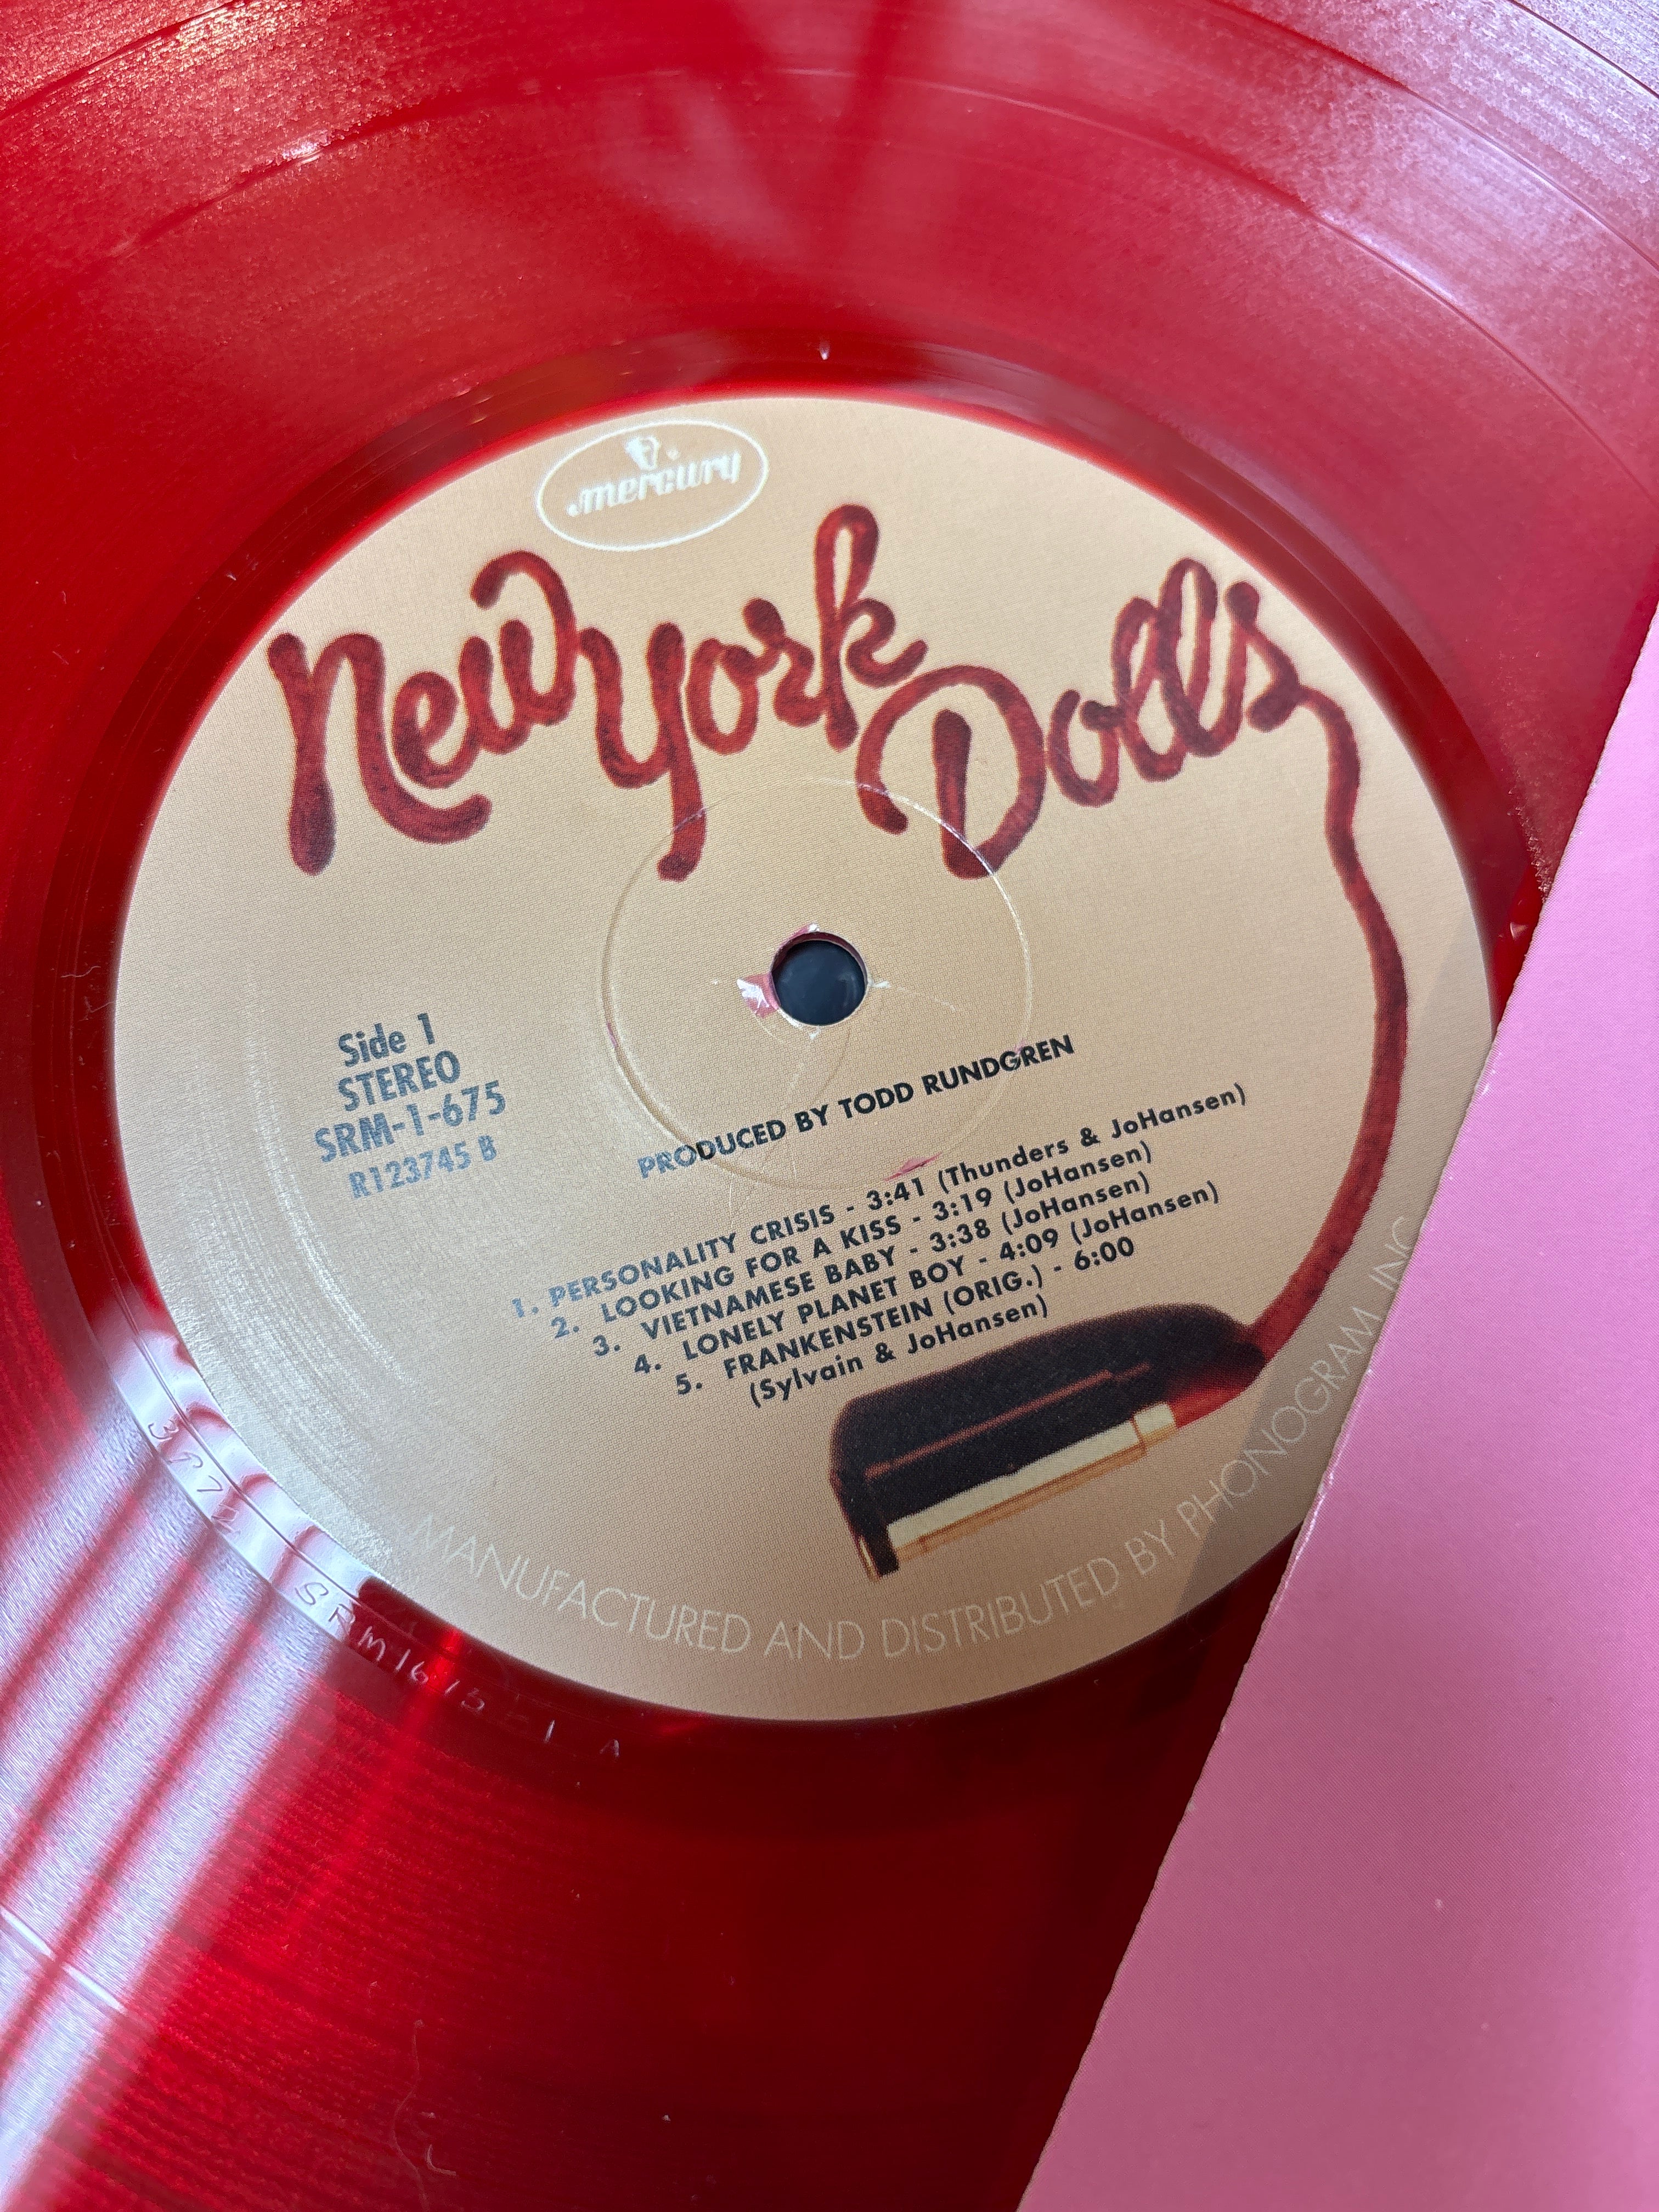 mercury
New York Dolls
Side 1
STEREO
SRM-1-675
R123745 B
PRODUCED BY TODD RUNDGREN
1. PERSONALITY CRISIS - 3:41 (Thunders & JoHansen)
2. LOOKING FOR A KISS - 3:19 (JoHansen)
3. VIETNAMESE BABY - 3:38 (JoHansen)
4. LONELY PLANET BOY - 4:09 (JoHansen)
5. FRANKENSTEIN (ORIG.) - 6:00
(Sylvain & JoHansen)
MANUFACTURED AND DISTRIBUTED BY PHONOGRAM, INC